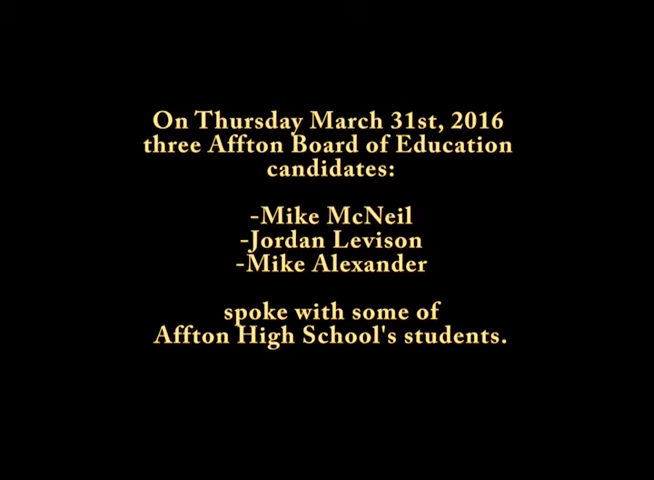 On Thursday March 31st, 2016
three Affton Board of Education
candidates:
-Mike McNeil
-Jordan Levison
-Mike Alexander
spoke with some of
Affton High School's students.